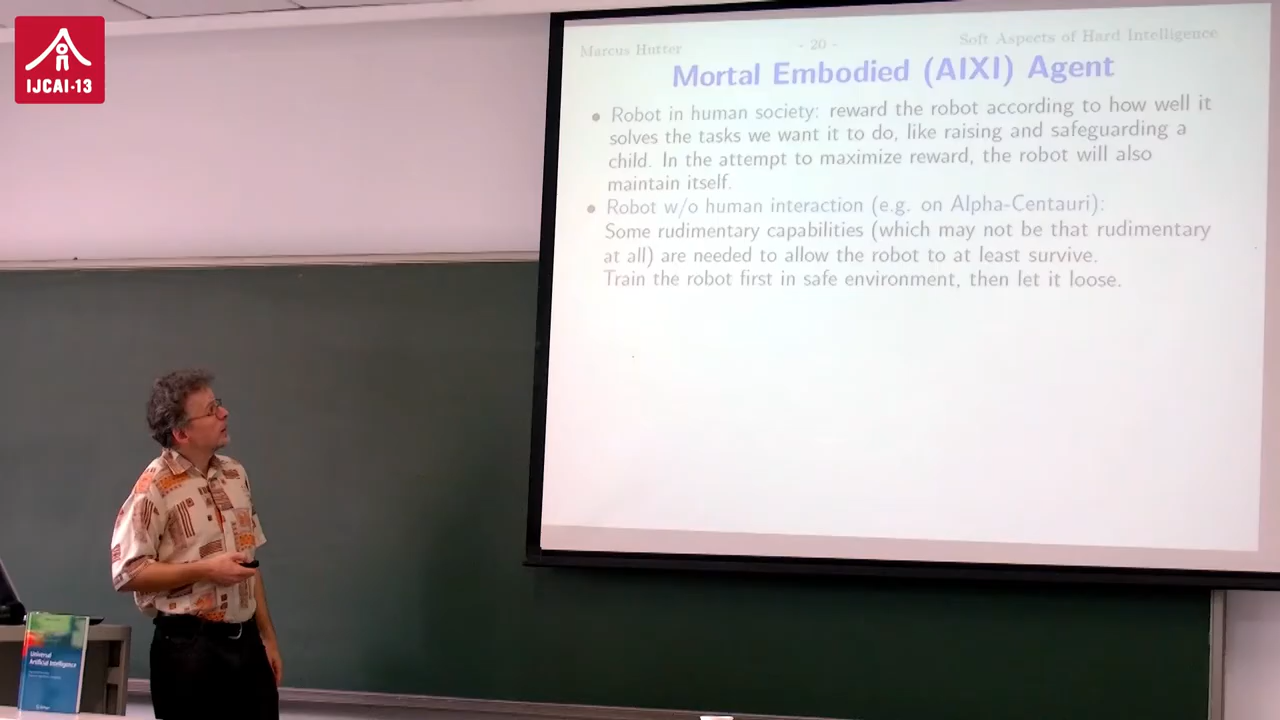 IJCAI-13
Marcus Hutter - 20 - Soft Aspects of Hard Intelligence
Mortal Embodied (AIXI) Agent
• Robot in human society: reward the robot according to how well it
solves the tasks we want it to do, like raising and safeguarding a
child. In the attempt to maximize reward, the robot will also
maintain itself.
• Robot w/o human interaction (e.g. on Alpha-Centauri):
Some rudimentary capabilities (which may not be that rudimentary
at all) are needed to allow the robot to at least survive.
Train the robot first in safe environment, then let it loose.
Universal
Artificial Intelligence